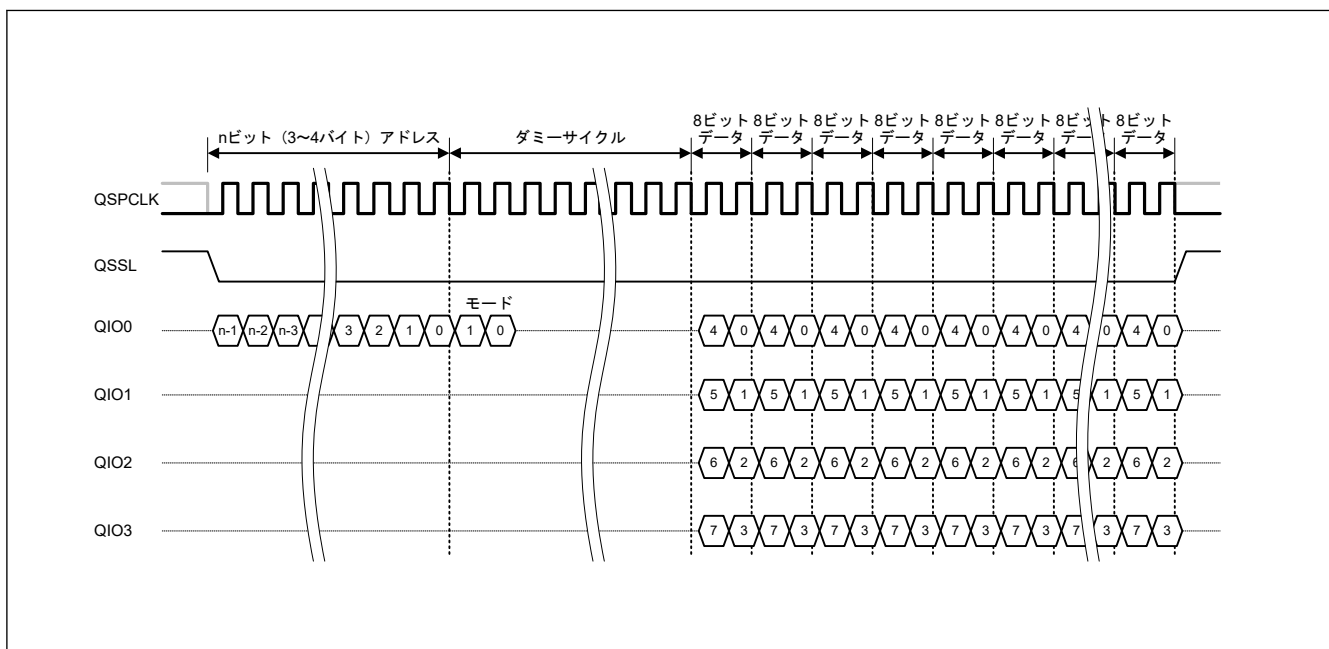 8ビット 8ビット 8ビット 8ビット 8ビット 8ビット 8ビット 8ビット
nビット（3～4バイト）アドレス ダミーサイクル データ データ データ データ データ データ データ データ
QSPCLK
QSSL
モード
QIO0 n-1 n-2 n-3 3 2 1 0 1 0 4 0 4 0 4 0 4 0 4 0 4 0 4 0 4 0
QIO1 5 1 5 1 5 1 5 1 5 1 5 1 5 1 5 1
QIO2 6 2 6 2 6 2 6 2 6 2 6 2 6 2 6 2
QIO3 7 3 7 3 7 3 7 3 7 3 7 3 7 3 7 3